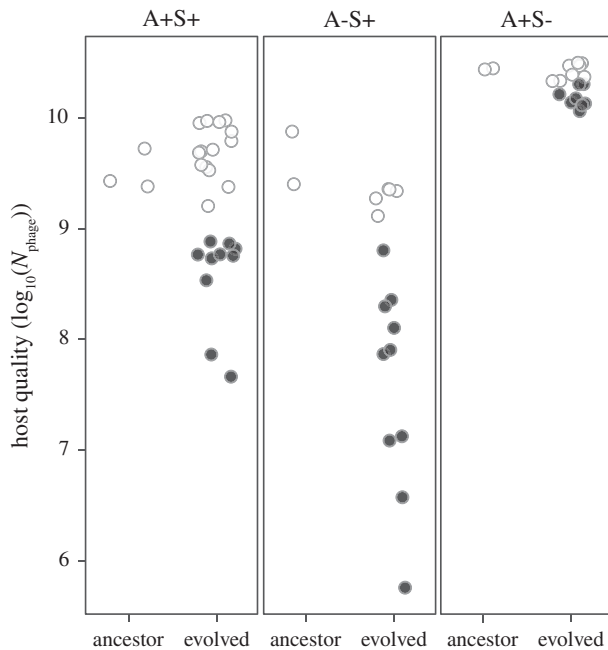 A+S+ A-S+ A+S-
host quality (log₁₀(Nₚₕₐgₑ))
10
9
8
7
6
ancestor evolved ancestor evolved ancestor evolved